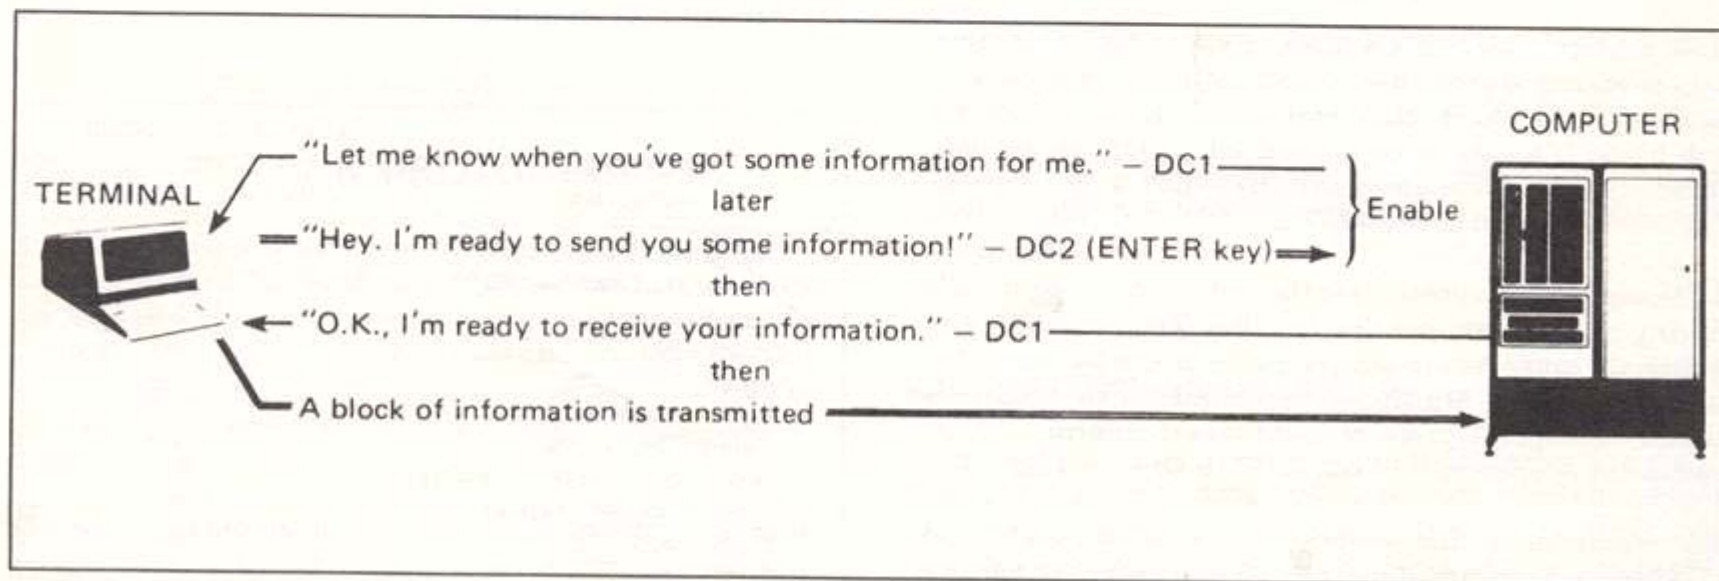 COMPUTER
"Let me know when you've got some information for me." – DC1
TERMINAL
later
Enable
"Hey. I'm ready to send you some information!" – DC2 (ENTER key)
then
"O.K., I'm ready to receive your information." – DC1
then
A block of information is transmitted